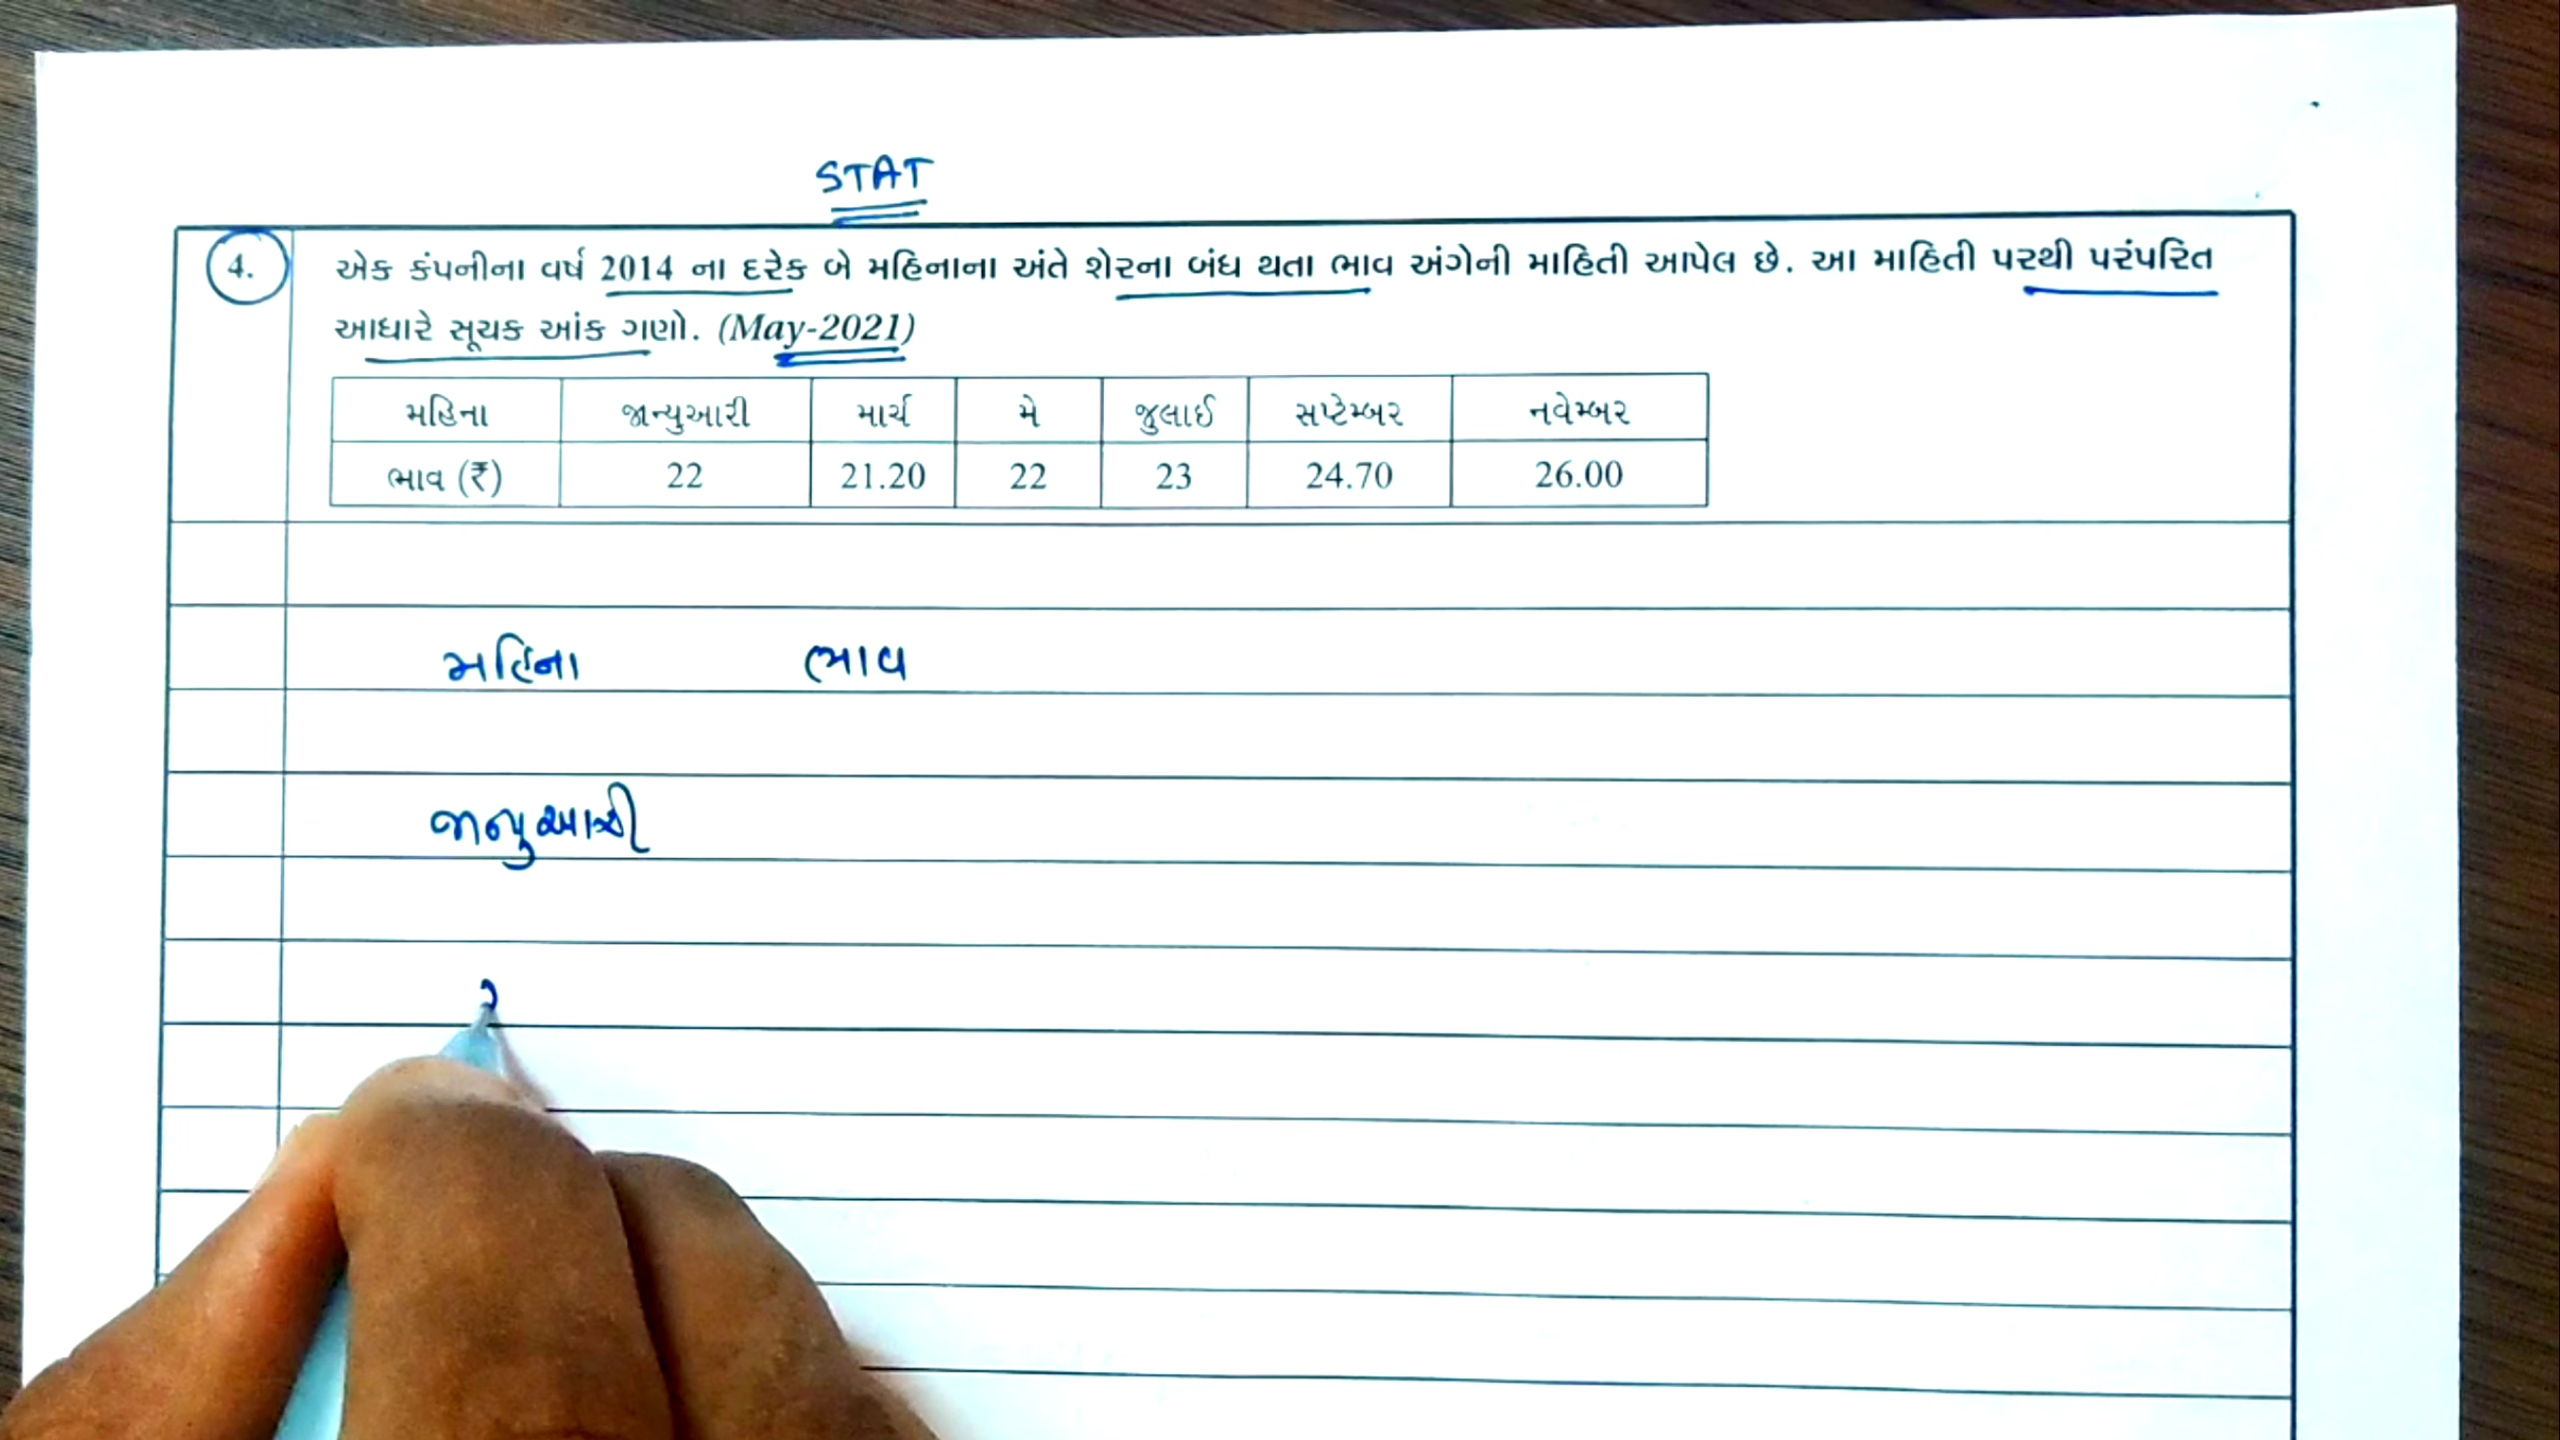 STAT
4. એક કંપનીના વર્ષ 2014 ના દરેક બે મહિનાના અંતે શેરના બંધ થતા ભાવ અંગેની માહિતી આપેલ છે. આ માહિતી પરથી પરંપરિત
આધારે સૂચક આંક ગણો. (May-2021)
મહિના જાન્યુઆરી માર્ચ મે જુલાઈ સપ્ટેમ્બર નવેમ્બર
ભાવ (₹) 22 21.20 22 23 24.70 26.00
મહિના ભાવ
જાન્યુઆરી